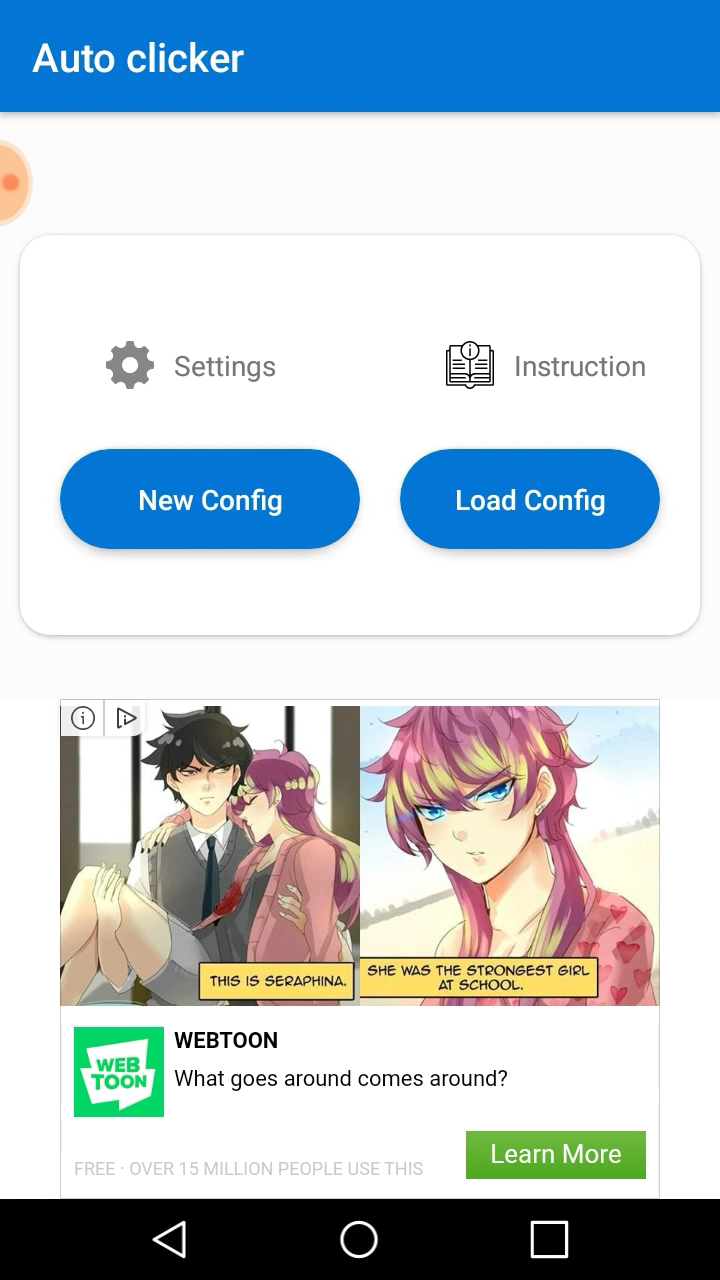 Auto clicker
Settings
Instruction
New Config
Load Config
THIS IS SERAPHINA.
SHE WAS THE STRONGEST GIRL
AT SCHOOL.
WEB
TOON
WEBTOON
What goes around comes around?
FREE · OVER 15 MILLION PEOPLE USE THIS
Learn More